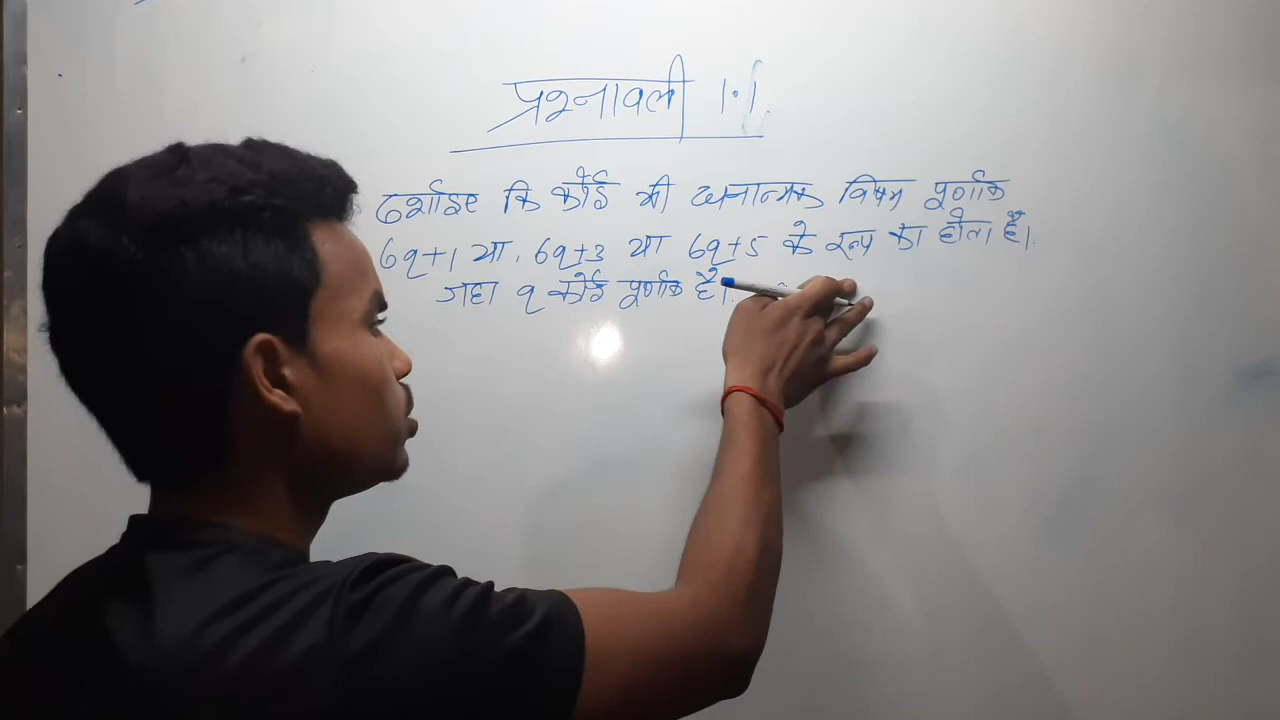 प्रश्नावली 1.1.
दर्शाइए कि कोई भी धनात्मक विषम पूर्णांक
6q+1 या, 6q+3 या 6q+5 के रूप का होता है।
जहा q कोई पूर्णांक है।